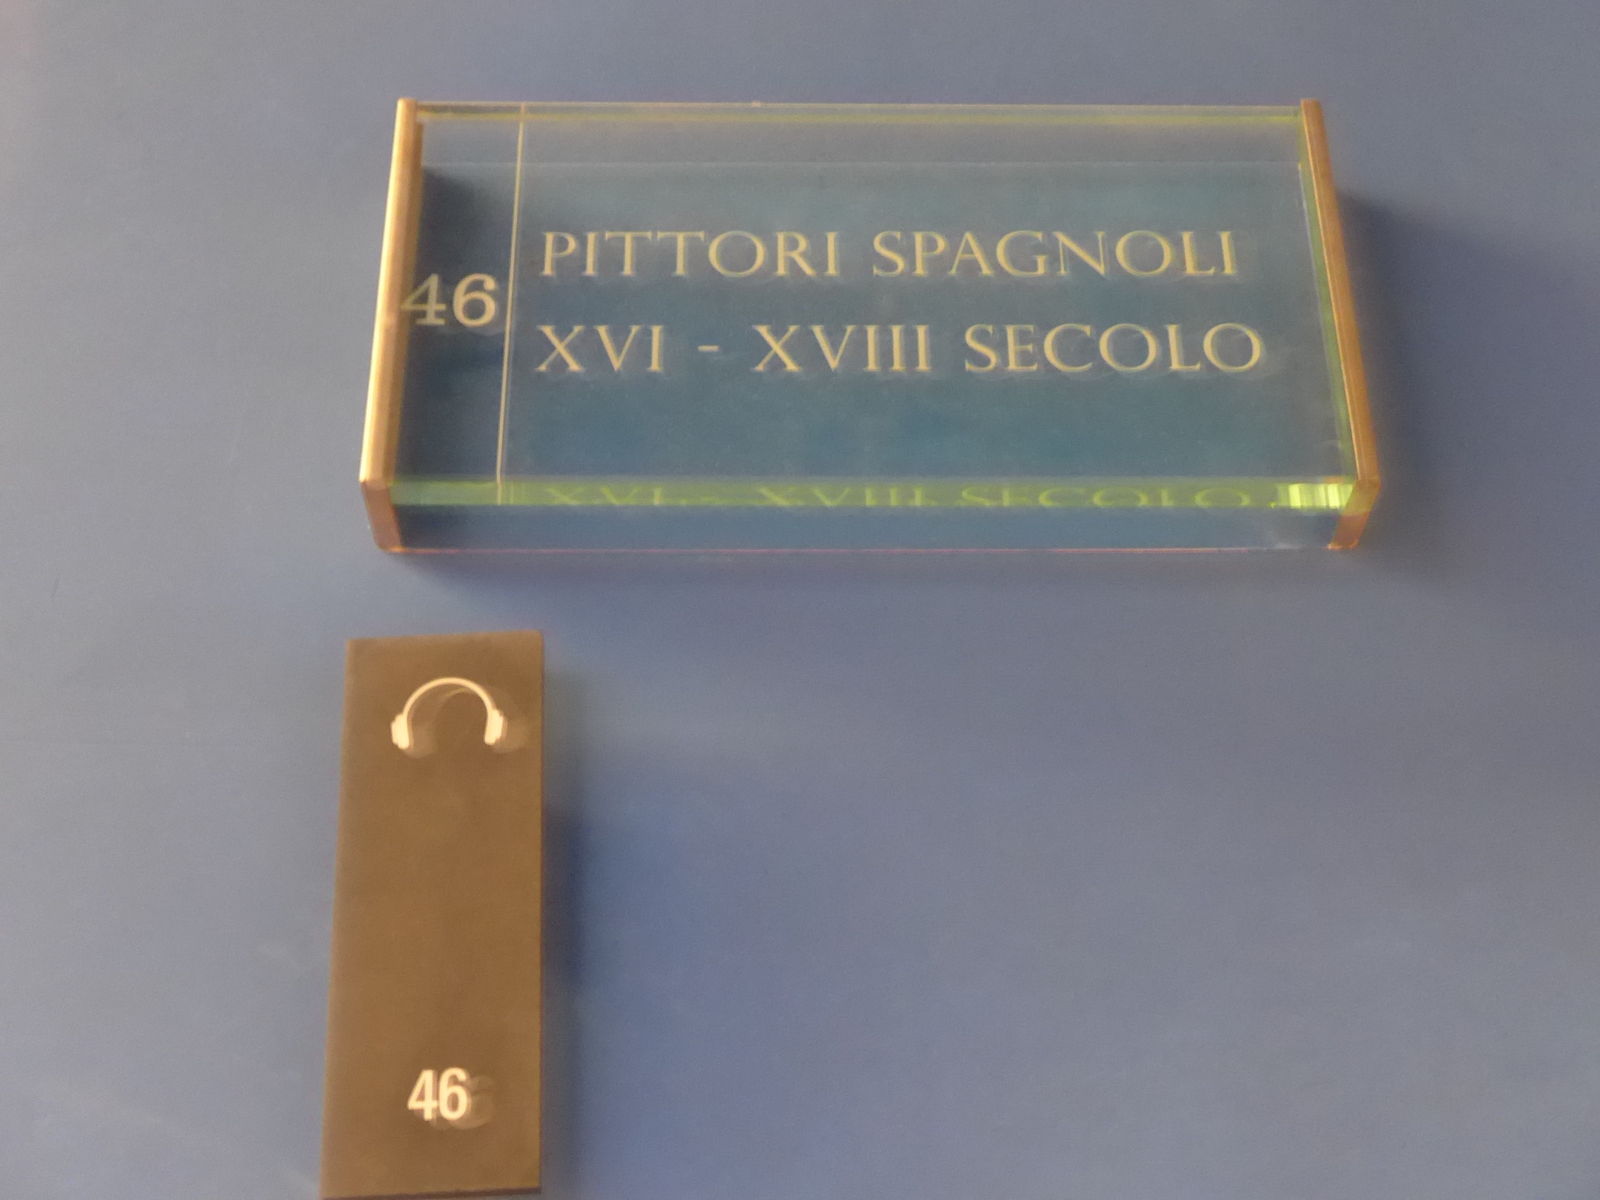 46
PITTORI SPAGNOLI
XVI - XVIII SECOLO
46